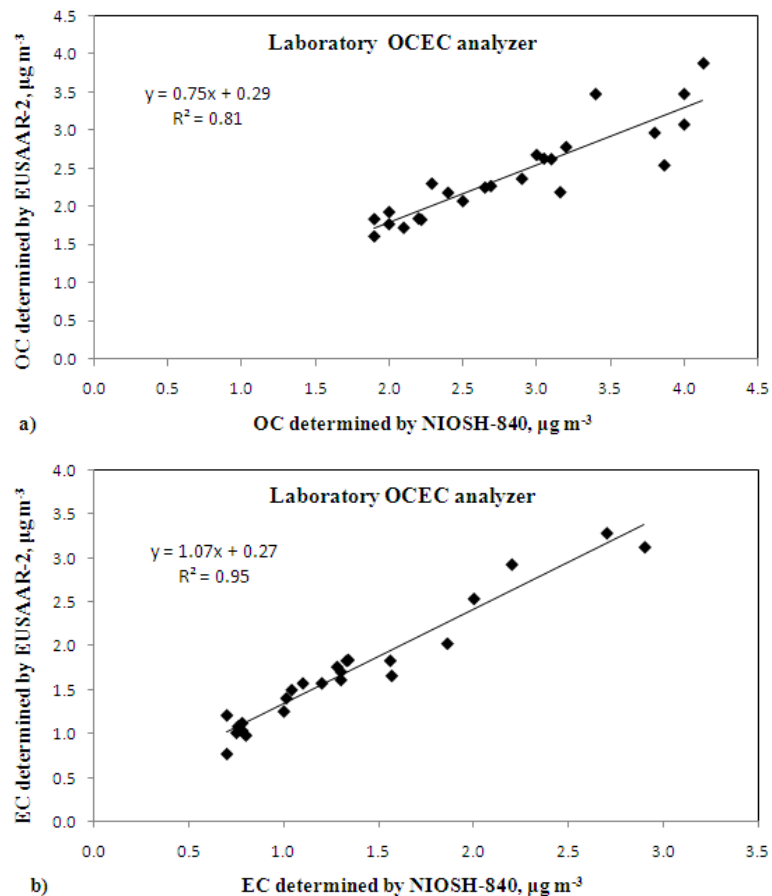 Laboratory OCEC analyzer
y = 0.75x + 0.29
R² = 0.81
OC determined by EUSAAR-2, µg m⁻³
4.5
4.0
3.5
3.0
2.5
2.0
1.5
1.0
0.5
0.0
0.0 0.5 1.0 1.5 2.0 2.5 3.0 3.5 4.0 4.5
a) OC determined by NIOSH-840, µg m⁻³
Laboratory OCEC analyzer
y = 1.07x + 0.27
R² = 0.95
EC determined by EUSAAR-2, µg m⁻³
4.0
3.5
3.0
2.5
2.0
1.5
1.0
0.5
0.0
0.0 0.5 1.0 1.5 2.0 2.5 3.0 3.5
b) EC determined by NIOSH-840, µg m⁻³